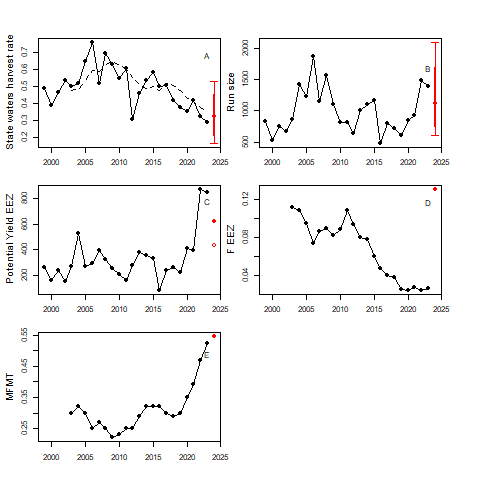 State waters harvest rate
0.2 0.3 0.4 0.5 0.6 0.7
A
2000 2005 2010 2015 2020 2025
Run size
500 1000 1500 2000
B
2000 2005 2010 2015 2020 2025
Potential Yield EEZ
200 400 600 800
C
2000 2005 2010 2015 2020 2025
F EEZ
0.04 0.08 0.12
D
2000 2005 2010 2015 2020 2025
MFMT
0.25 0.35 0.45 0.55
E
2000 2005 2010 2015 2020 2025